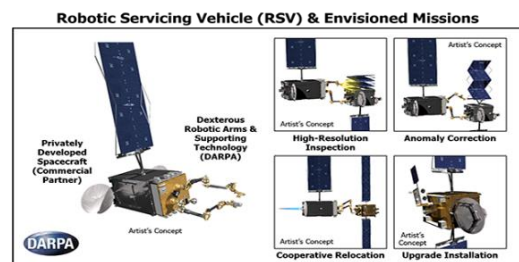 Robotic Servicing Vehicle (RSV) & Envisioned Missions
Privately
Developed
Spacecraft
(Commercial
Partner)
Dexterous
Robotic Arms &
Supporting
Technology
(DARPA)
Artist's Concept
DARPA
Artist's Concept
High-Resolution
Inspection
Artist's Concept
Anomaly Correction
Artist's Concept
Cooperative Relocation
Artist's
Concept
Upgrade Installation